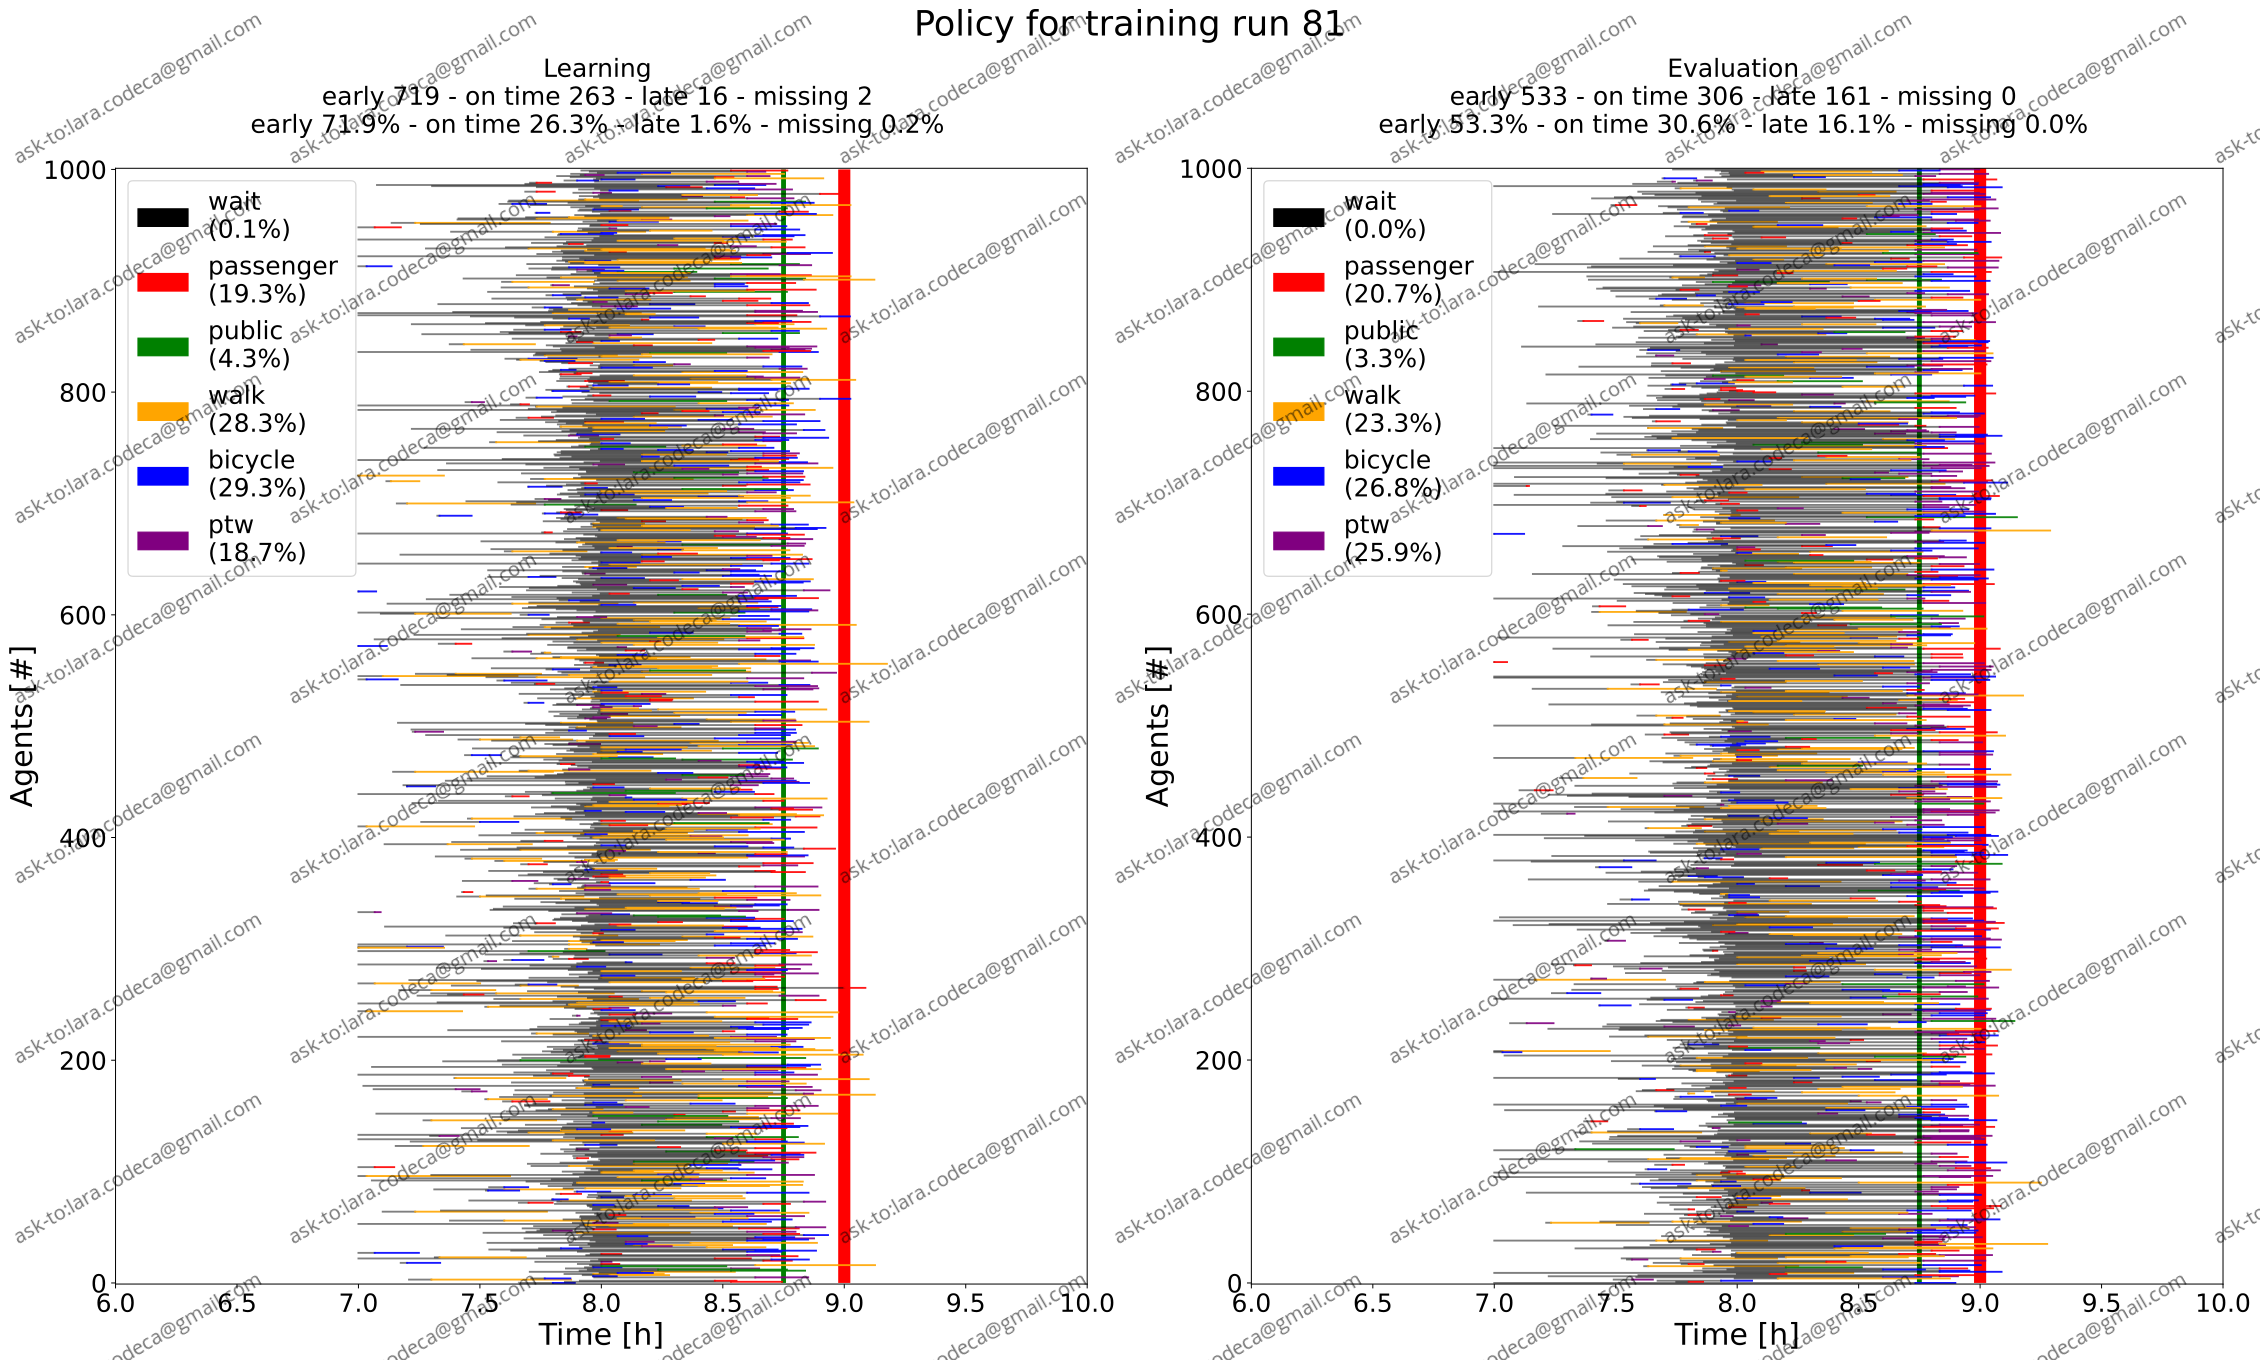 Policy for training run 81
Learning
early 719 - on time 263 - late 16 - missing 2
early 71.9% - on time 26.3% - late 1.6% - missing 0.2%
1000
800
600
400
200
0
Agents [#]
wait
(0.1%)
passenger
(19.3%)
public
(4.3%)
walk
(28.3%)
bicycle
(29.3%)
ptw
(18.7%)
6.0 6.5 7.0 7.5 8.0 8.5 9.0 9.5 10.0
Time [h]
Evaluation
early 533 - on time 306 - late 161 - missing 0
early 53.3% - on time 30.6% - late 16.1% - missing 0.0%
1000
800
600
400
200
0
Agents [#]
wait
(0.0%)
passenger
(20.7%)
public
(3.3%)
walk
(23.3%)
bicycle
(26.8%)
ptw
(25.9%)
6.0 6.5 7.0 7.5 8.0 8.5 9.0 9.5 10.0
Time [h]
ask-to:lara.codeca@gmail.com